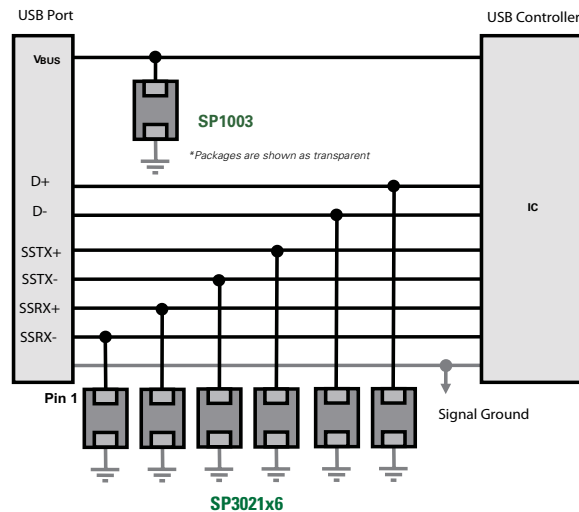 USB Port
USB Controller
VBUS
SP1003
*Packages are shown as transparent
D+
D-
IC
SSTX+
SSTX-
SSRX+
SSRX-
Pin 1
Signal Ground
SP3021x6